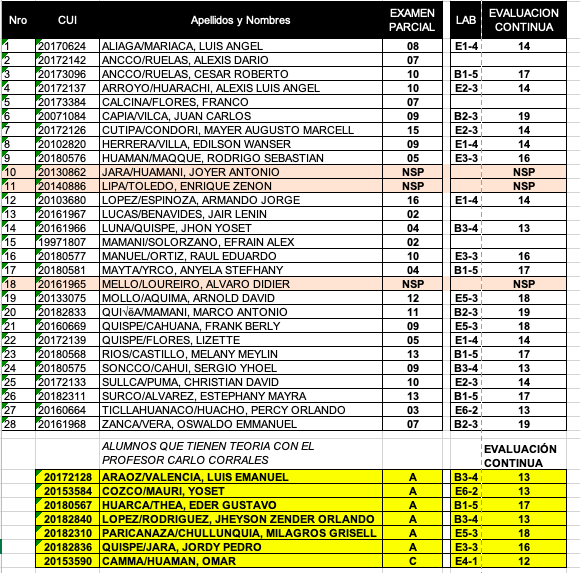 Nro CUI Apellidos y Nombres EXAMEN PARCIAL LAB EVALUACION CONTINUA
1 20170624 ALIAGA/MARIACA, LUIS ANGEL 08 E1-4 14
2 20172142 ANCCO/RUELAS, ALEXIS DARIO 07
3 20173096 ANCCO/RUELAS, CESAR ROBERTO 10 B1-5 17
4 20172137 ARROYO/HUARACHI, ALEXIS LUIS ANGEL 10 E2-3 14
5 20173384 CALCINA/FLORES, FRANCO 07
6 20071084 CAPIA/VILCA, JUAN CARLOS 09 B2-3 19
7 20172126 CUTIPA/CONDORI, MAYER AUGUSTO MARCELL 15 E2-3 14
8 20102820 HERRERA/VILLA, EDILSON WANSER 09 E1-4 14
9 20180576 HUAMAN/MAQQUE, RODRIGO SEBASTIAN 05 E3-3 16
10 20130862 JARA/HUAMANI, JOYER ANTONIO NSP NSP
11 20140886 LIPA/TOLEDO, ENRIQUE ZENON NSP NSP
12 20103680 LOPEZ/ESPINOZA, ARMANDO JORGE 16 E1-4 14
13 20161967 LUCAS/BENAVIDES, JAIR LENIN 02
14 20161966 LUNA/QUISPE, JHON YOSET 04 B3-4 13
15 19971807 MAMANI/SOLORZANO, EFRAIN ALEX 02
16 20180577 MANUEL/ORTIZ, RAUL EDUARDO 10 E3-3 16
17 20180581 MAYTA/YRCO, ANYELA STEFHANY 04 B1-5 17
18 20161965 MELLO/LOUREIRO, ALVARO DIDIER NSP NSP
19 20133075 MOLLO/AQUIMA, ARNOLD DAVID 12 E5-3 18
20 20182833 QUI√ëA/MAMANI, MARCO ANTONIO 11 B2-3 19
21 20160669 QUISPE/CAHUANA, FRANK BERLY 09 E5-3 18
22 20172139 QUISPE/FLORES, LIZETTE 05 E1-4 14
23 20180568 RIOS/CASTILLO, MELANY MEYLIN 13 B1-5 17
24 20180575 SONCCO/CAHUI, SERGIO YHOEL 09 B3-4 13
25 20172133 SULLCA/PUMA, CHRISTIAN DAVID 10 E2-3 14
26 20182311 SURCO/ALVAREZ, ESTEPHANY MAYRA 13 B1-5 17
27 20160664 TICLLAHUANACO/HUACHO, PERCY ORLANDO 03 E6-2 13
28 20161968 ZANCA/VERA, OSWALDO EMMANUEL 07 B2-3 19
ALUMNOS QUE TIENEN TEORIA CON EL
PROFESOR CARLO CORRALES
EVALUACIÓN
CONTINUA
20172128 ARAOZ/VALENCIA, LUIS EMANUEL A B3-4 13
20153584 COZCO/MAURI, YOSET A E6-2 13
20180567 HUARCA/THEA, EDER GUSTAVO A B1-5 17
20182840 LOPEZ/RODRIGUEZ, JHEYSON ZENDER ORLANDO A B3-4 13
20182310 PARICANAZA/CHULLUNQUIA, MILAGROS GRISELL A E5-3 18
20182836 QUISPE/JARA, JORDY PEDRO A E3-3 16
20153590 CAMMA/HUAMAN, OMAR C E4-1 12